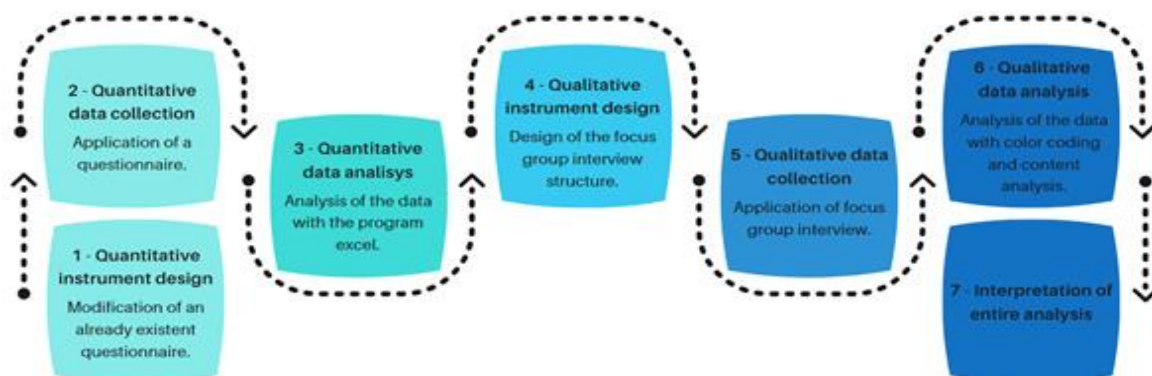 1 - Quantitative
instrument design
Modification of an
already existent
questionnaire.
2 - Quantitative
data collection
Application of a
questionnaire.
3 - Quantitative
data analisys
Analysis of the data
with the program
excel.
4 - Qualitative
instrument design
Design of the focus
group interview
structure.
5 - Qualitative data
collection
Application of focus
group interview.
6 - Qualitative
data analysis
Analysis of the data
with color coding
and content
analysis.
7 - Interpretation of
entire analysis